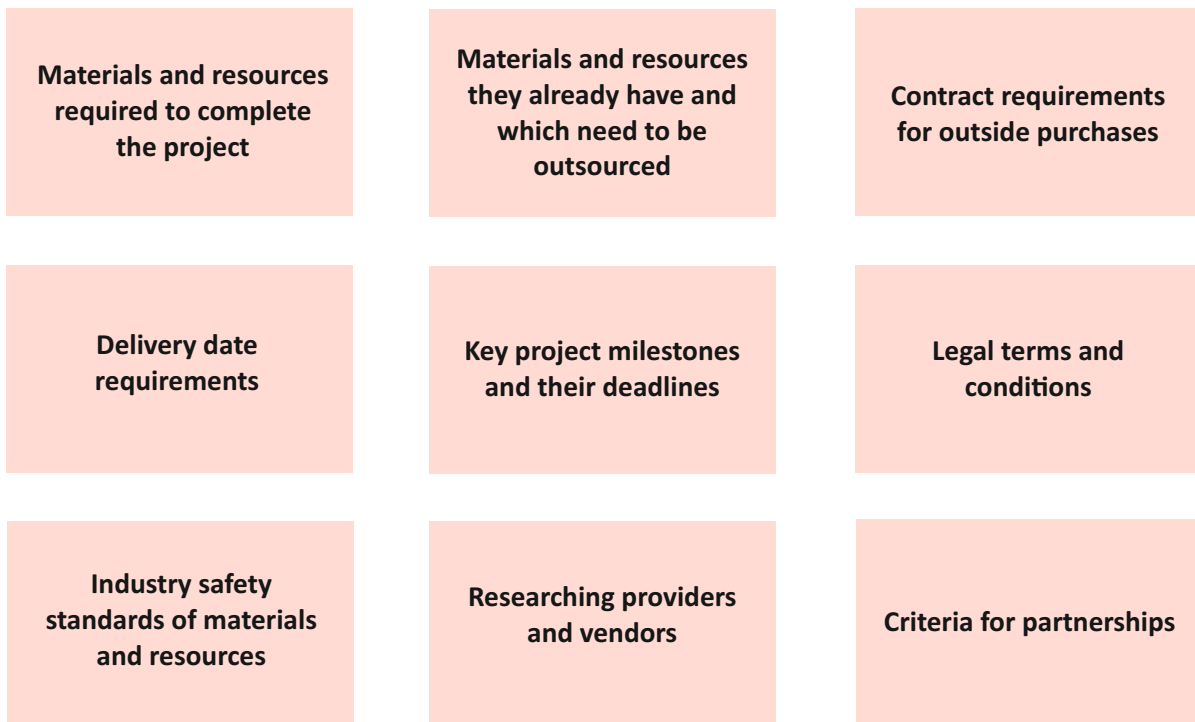 Materials and resources
required to complete
the project
Materials and resources
they already have and
which need to be
outsourced
Contract requirements
for outside purchases
Delivery date
requirements
Key project milestones
and their deadlines
Legal terms and
conditions
Industry safety
standards of materials
and resources
Researching providers
and vendors
Criteria for partnerships